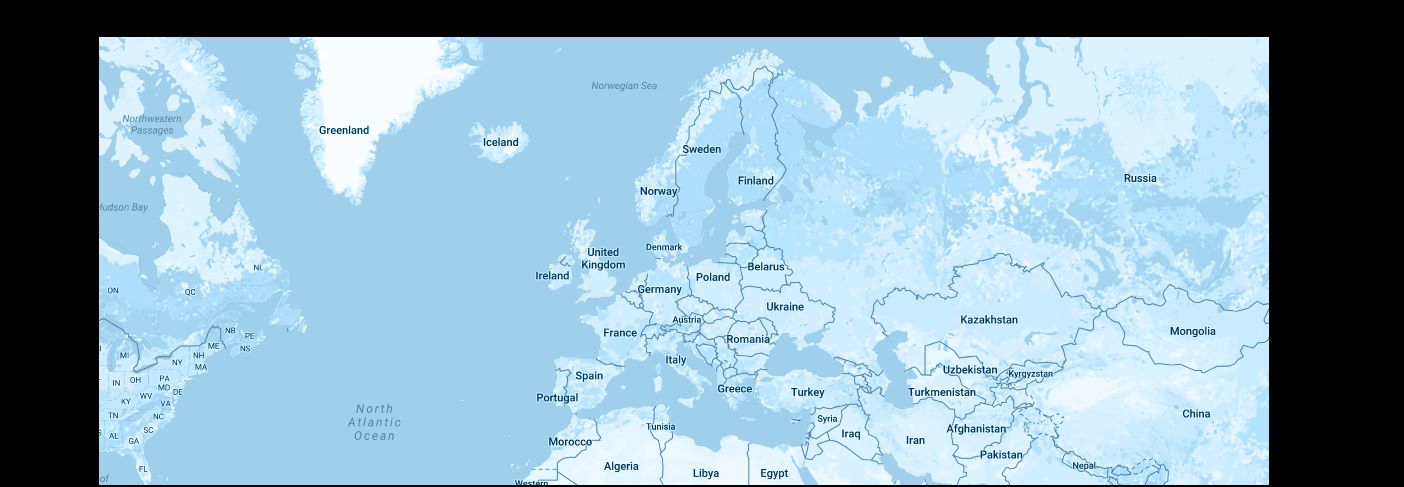 Norwegian Sea
Northwestern
Passages
Greenland
Iceland
Sweden
Russia
Finland
Norway
Hudson Bay
Denmark
United
Kingdom
Ireland
Belarus
NL
Poland
Germany
ON
QC
Ukraine
Austria
Kazakhstan
NB
PE
France
Mongolia
Romania
ME
NS
MI
NH
NY
MA
Italy
Uzbekistan
Kyrgyzstan
Spain
IN
OH
PA
MD
DE
Greece
Turkey
Turkmenistan
KY
WV
VA
Portugal
North
Atlantic
Ocean
TN
NC
China
Syria
Tunisia
AL
SC
GA
Morocco
Iraq
Iran
Afghanistan
Pakistan
FL
Algeria
Libya
Egypt
Nepal
Western
of